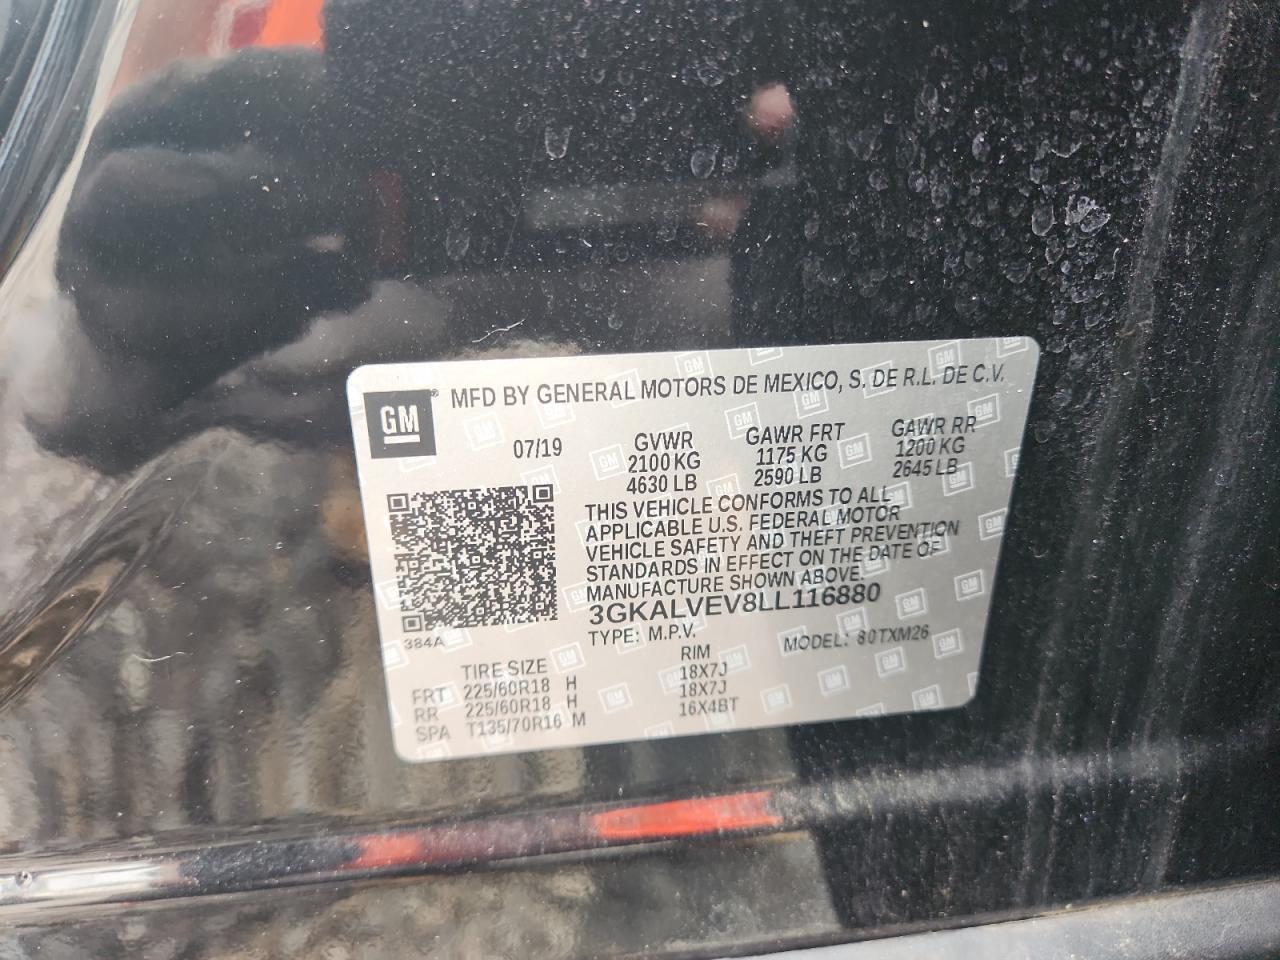 GM
MFD BY GENERAL MOTORS DE MEXICO, S. DE R.L. DE C.V.
07/19
GVWR
2100 KG
4630 LB
GAWR FRT
1175 KG
2590 LB
GAWR RR
1200 KG
2645 LB
THIS VEHICLE CONFORMS TO ALL
APPLICABLE U.S. FEDERAL MOTOR
VEHICLE SAFETY AND THEFT PREVENTION
STANDARDS IN EFFECT ON THE DATE OF
MANUFACTURE SHOWN ABOVE.
3GKALVEV8LL116880
TYPE: M.P.V. MODEL: 80TXM26
384A
TIRE SIZE RIM
FRT 225/60R18 H 18X7J
RR 225/60R18 H 18X7J
SPA T135/70R16 M 16X4BT